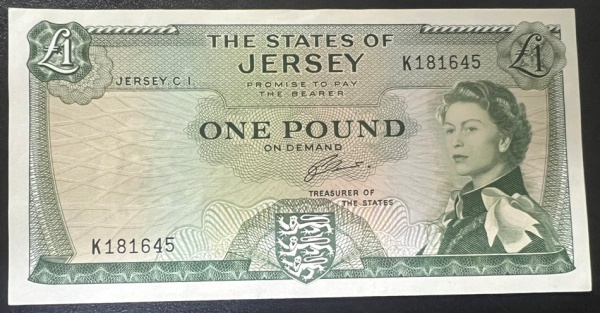 £1
THE STATES OF
JERSEY
K181645
£1
JERSEY, C.I.
PROMISE TO PAY
THE BEARER
ONE POUND
ON DEMAND
TREASURER OF
THE STATES
K181645